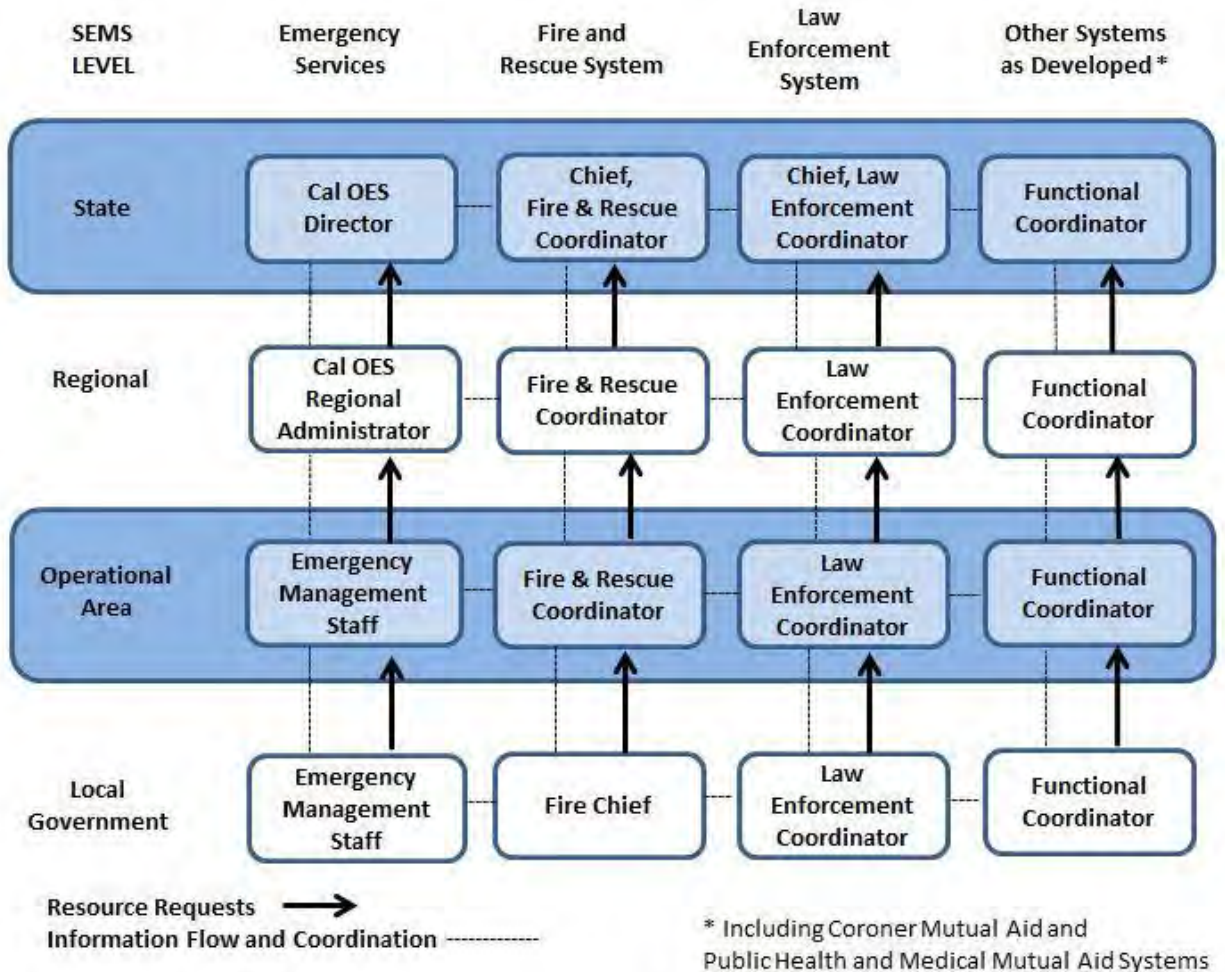 SEMS
LEVEL
Emergency
Services
Fire and
Rescue System
Law
Enforcement
System
Other Systems
as Developed *
State
Cal OES
Director
Chief,
Fire & Rescue
Coordinator
Chief, Law
Enforcement
Coordinator
Functional
Coordinator
Regional
Cal OES
Regional
Administrator
Fire & Rescue
Coordinator
Law
Enforcement
Coordinator
Functional
Coordinator
Operational
Area
Emergency
Management
Staff
Fire & Rescue
Coordinator
Law
Enforcement
Coordinator
Functional
Coordinator
Local
Government
Emergency
Management
Staff
Fire Chief
Law
Enforcement
Coordinator
Functional
Coordinator
Resource Requests
Information Flow and Coordination
* Including Coroner Mutual Aid and
Public Health and Medical Mutual Aid Systems